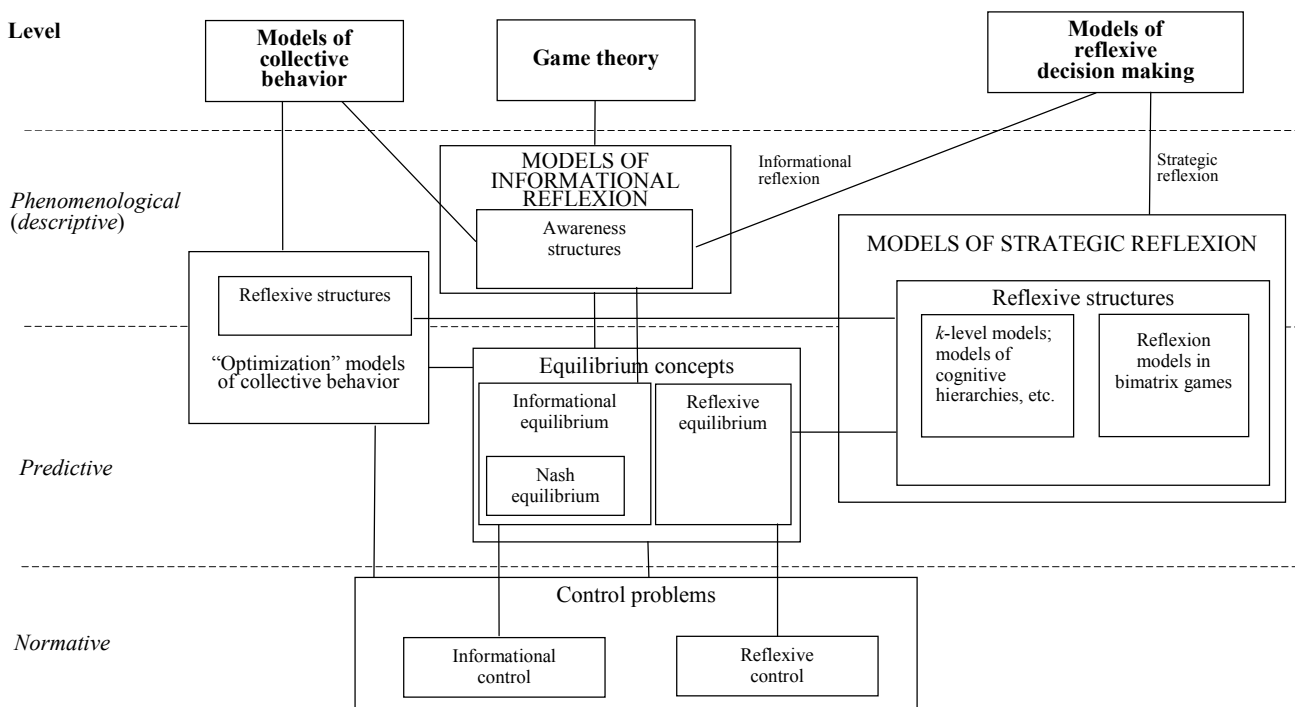 Level
Models of
collective
behavior
Game theory
Models of
reflexive
decision making
Phenomenological
(descriptive)
MODELS OF
INFORMATIONAL
REFLEXION
Awareness
structures
Informational
reflexion
Strategic
reflexion
Reflexive structures
“Optimization” models
of collective behavior
MODELS OF STRATEGIC REFLEXION
Reflexive structures
k-level models;
models of
cognitive
hierarchies, etc.
Reflexion
models in
bimatrix games
Predictive
Equilibrium concepts
Informational
equilibrium
Nash
equilibrium
Reflexive
equilibrium
Normative
Control problems
Informational
control
Reflexive
control